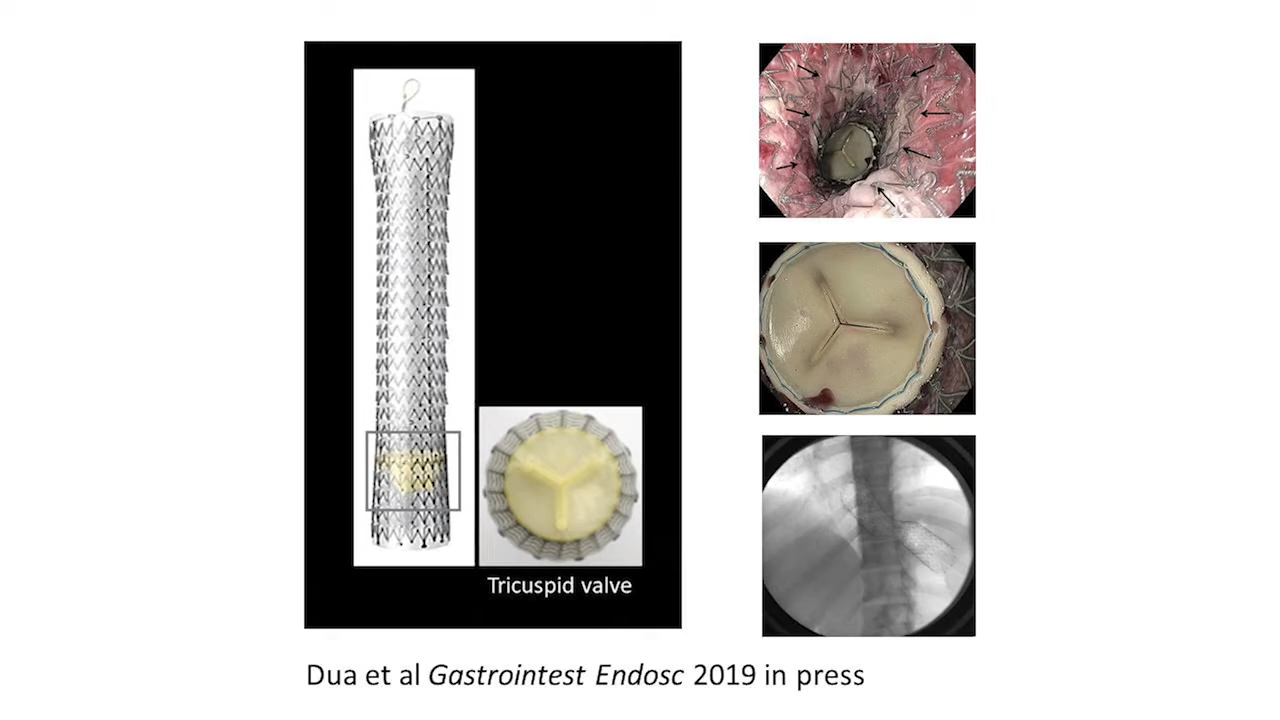 Tricuspid valve
Dua et al Gastrointest Endosc 2019 in press